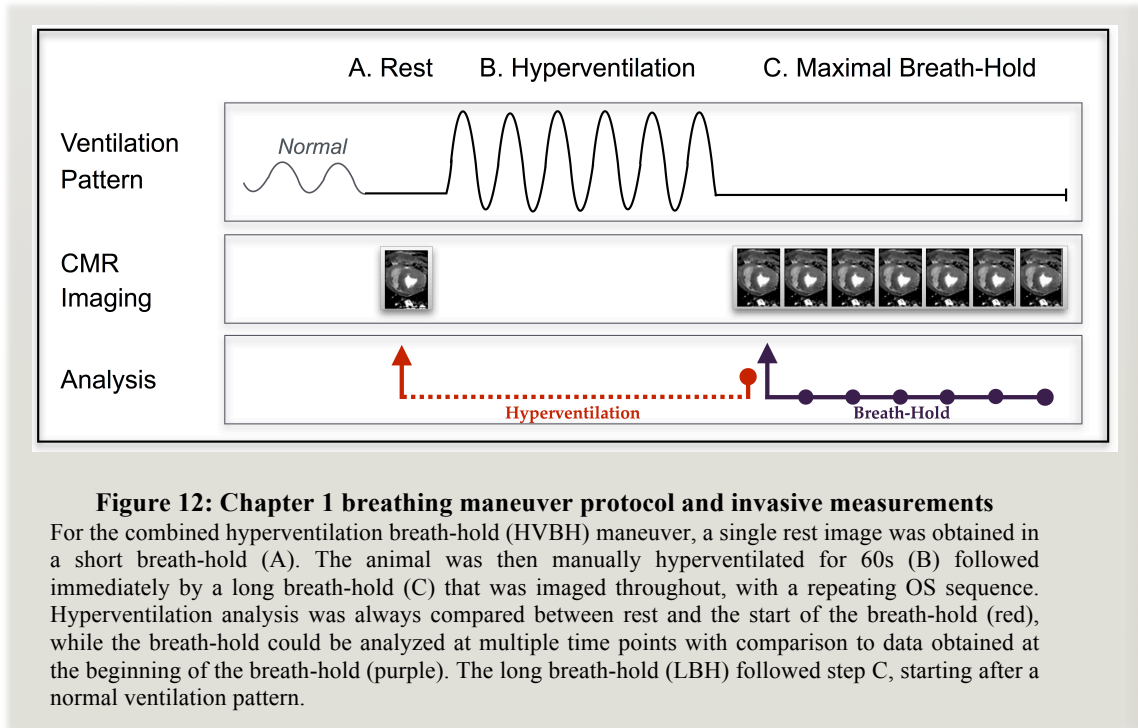 A. Rest B. Hyperventilation C. Maximal Breath-Hold
Ventilation
Pattern
Normal
CMR
Imaging
Analysis
Hyperventilation
Breath-Hold
Figure 12: Chapter 1 breathing maneuver protocol and invasive measurements
For the combined hyperventilation breath-hold (HVBH) maneuver, a single rest image was obtained in
a short breath-hold (A). The animal was then manually hyperventilated for 60s (B) followed
immediately by a long breath-hold (C) that was imaged throughout, with a repeating OS sequence.
Hyperventilation analysis was always compared between rest and the start of the breath-hold (red),
while the breath-hold could be analyzed at multiple time points with comparison to data obtained at
the beginning of the breath-hold (purple). The long breath-hold (LBH) followed step C, starting after a
normal ventilation pattern.